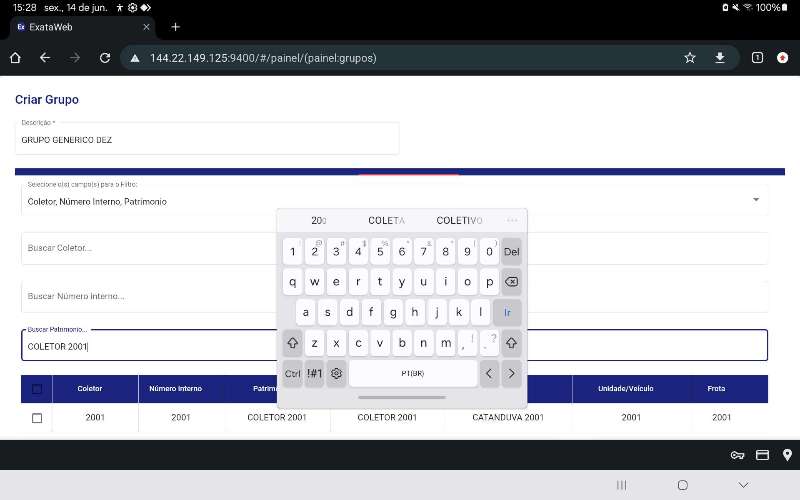 15:28 sex., 14 de jun. 100%
ExataWeb
144.22.149.125:9400/#/painel/(painel:grupos)
1
Criar Grupo
Descrição *
GRUPO GENERICO DEZ
Selecione o(s) campo(s) para o Filtro:
Coletor, Número Interno, Patrimonio
Buscar Coletor...
Buscar Número Interno...
Buscar Patrimonio...
COLETOR 2001
200 COLETA COLETIVO ...
1 2 3 4 5 6 7 8 9 0 Del
q w e r t y u i o p
a s d f g h j k l Ir
z x c v b n m , ! . ?
Ctrl !#1 PT(BR) < >
Coletor Número Interno Patrim Unidade/Veículo Frota
2001 2001 COLETOR 2001 COLETOR 2001 CATANDUVA 2001 2001 2001